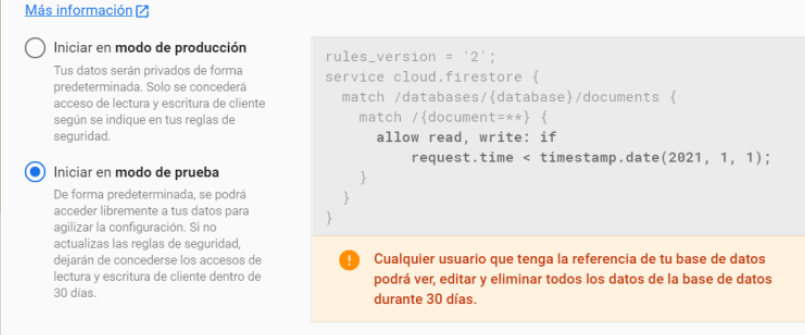 Más información
Iniciar en modo de producción
Tus datos serán privados de forma
predeterminada. Solo se concederá
acceso de lectura y escritura de cliente
según se indique en tus reglas de
seguridad.
Iniciar en modo de prueba
De forma predeterminada, se podrá
acceder libremente a tus datos para
agilizar la configuración. Si no
actualizas las reglas de seguridad,
dejarán de concederse los accesos de
lectura y escritura de cliente dentro de
30 días.
rules_version = '2';
service cloud.firestore {
  match /databases/{database}/documents {
    match /{document=**} {
      allow read, write: if
          request.time < timestamp.date(2021, 1, 1);
    }
  }
}
Cualquier usuario que tenga la referencia de tu base de datos
podrá ver, editar y eliminar todos los datos de la base de datos
durante 30 días.